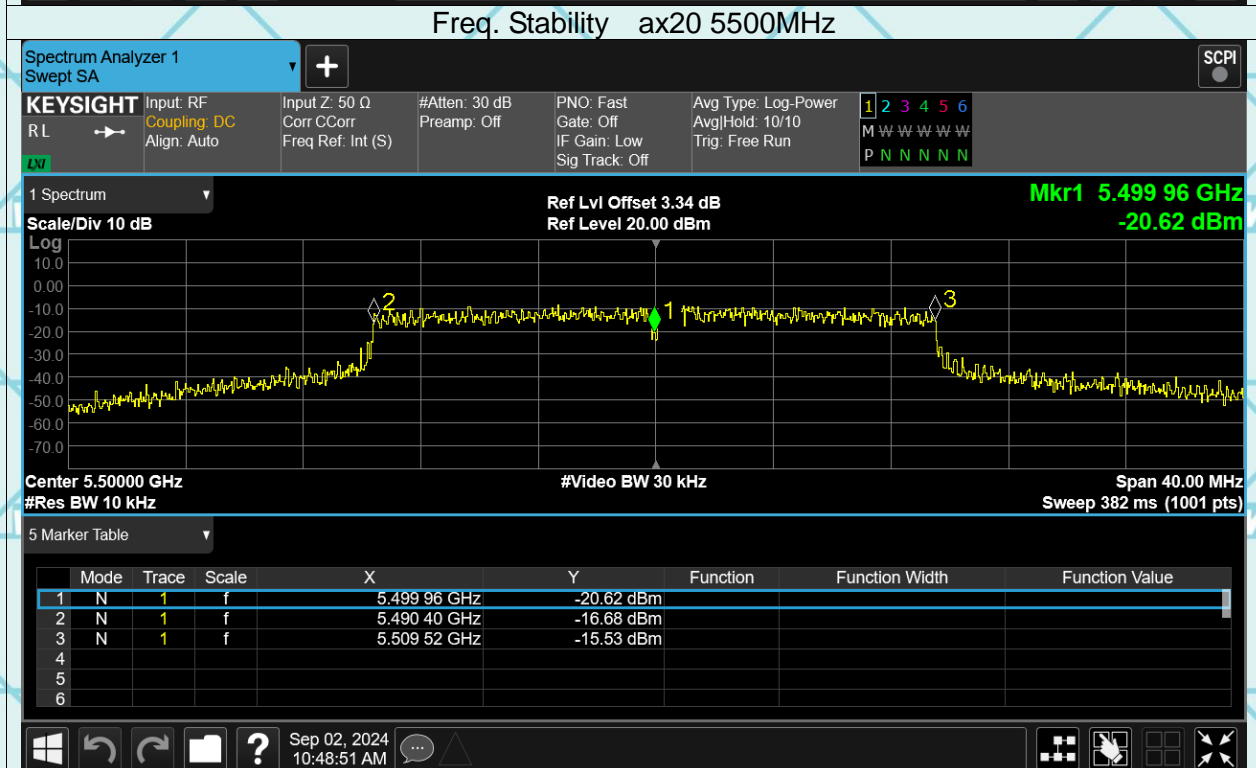 Freq. Stability ax20 5500MHz
Spectrum Analyzer 1
Swept SA
+
SCPI
KEYSIGHT
R L
LXI
Input: RF
Coupling: DC
Align: Auto
Input Z: 50 Ω
Corr CCorr
Freq Ref: Int (S)
#Atten: 30 dB
Preamp: Off
PNO: Fast
Gate: Off
IF Gain: Low
Sig Track: Off
Avg Type: Log-Power
Avg|Hold: 10/10
Trig: Free Run
1 2 3 4 5 6
M W W W W W
P N N N N N
1 Spectrum
Scale/Div 10 dB
Ref Lvl Offset 3.34 dB
Ref Level 20.00 dBm
Mkr1 5.499 96 GHz
-20.62 dBm
Log
10.0
0.00
-10.0
-20.0
-30.0
-40.0
-50.0
-60.0
-70.0
2
1
3
Center 5.50000 GHz
#Res BW 10 kHz
#Video BW 30 kHz
Span 40.00 MHz
Sweep 382 ms (1001 pts)
5 Marker Table
Mode Trace Scale X Y Function Function Width Function Value
1 N 1 f 5.499 96 GHz -20.62 dBm
2 N 1 f 5.490 40 GHz -16.68 dBm
3 N 1 f 5.509 52 GHz -15.53 dBm
4
5
6
?
Sep 02, 2024
10:48:51 AM